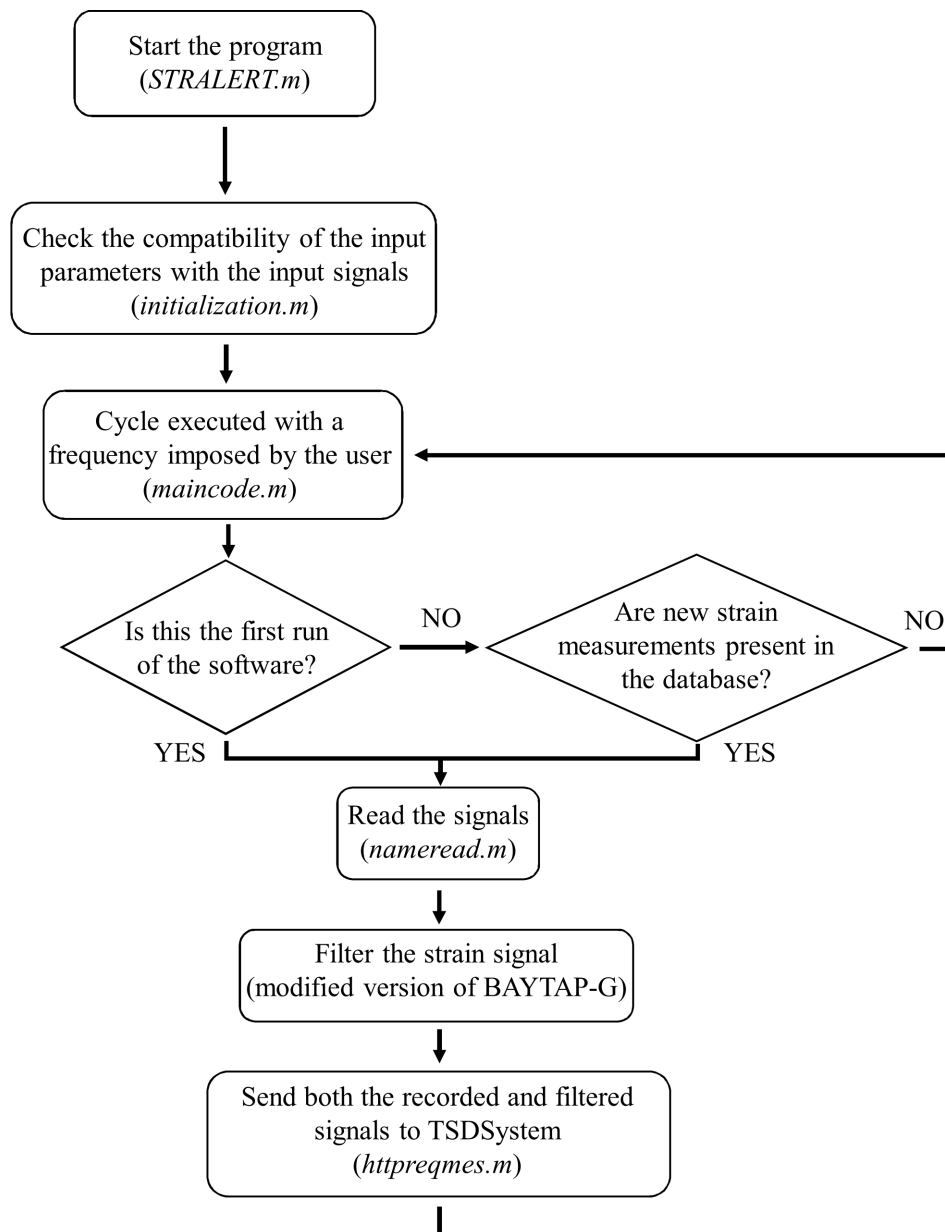 Start the program
(STRALERT.m)
Check the compatibility of the input
parameters with the input signals
(initialization.m)
Cycle executed with a
frequency imposed by the user
(maincode.m)
Is this the first run
of the software?
NO
Are new strain
measurements present in
the database?
NO
YES
YES
Read the signals
(nameread.m)
Filter the strain signal
(modified version of BAYTAP-G)
Send both the recorded and filtered
signals to TSDSystem
(httpreqmes.m)